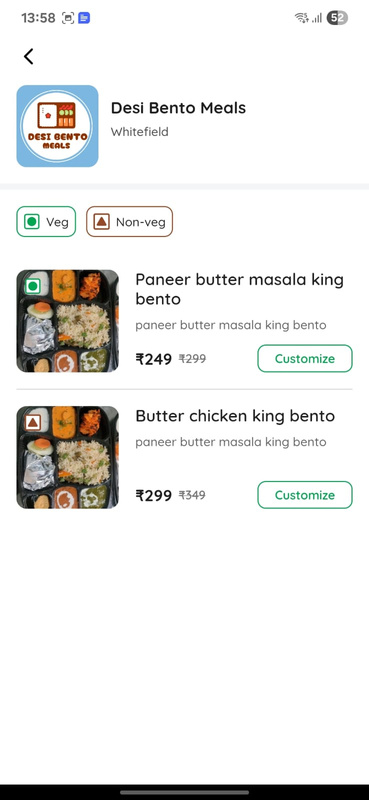 13:58
52
DESI BENTO
MEALS
Desi Bento Meals
Whitefield
Veg
Non-veg
Paneer butter masala king
bento
paneer butter masala king bento
₹249 ₹299
Customize
Butter chicken king bento
paneer butter masala king bento
₹299 ₹349
Customize